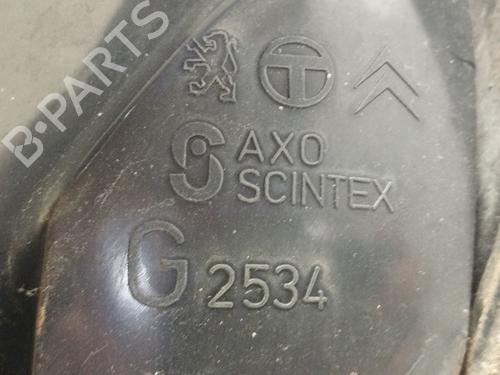 B-PARTS
AXO
SCINTEX
G 2534